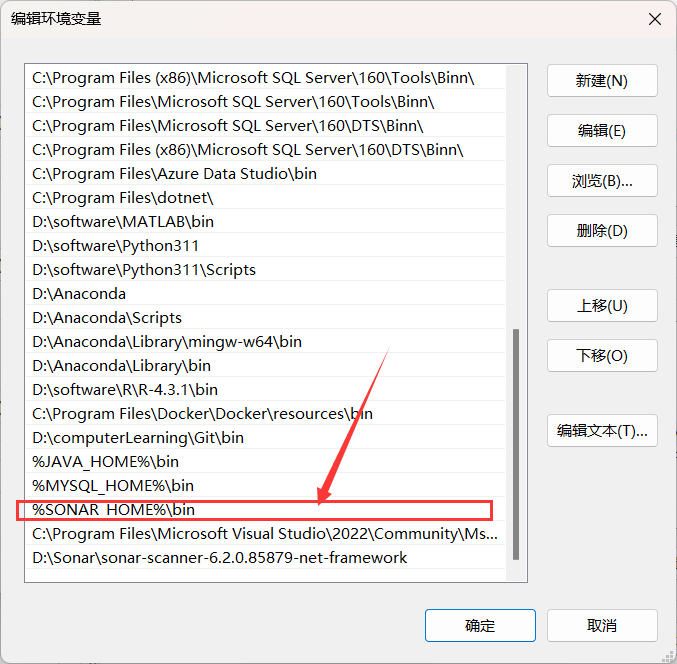 编辑环境变量
C:\Program Files (x86)\Microsoft SQL Server\160\Tools\Binn\
C:\Program Files\Microsoft SQL Server\160\Tools\Binn\
C:\Program Files\Microsoft SQL Server\160\DTS\Binn\
C:\Program Files (x86)\Microsoft SQL Server\160\DTS\Binn\
C:\Program Files\Azure Data Studio\bin
C:\Program Files\dotnet\
D:\software\MATLAB\bin
D:\software\Python311
D:\software\Python311\Scripts
D:\Anaconda
D:\Anaconda\Scripts
D:\Anaconda\Library\mingw-w64\bin
D:\Anaconda\Library\bin
D:\software\R\R-4.3.1\bin
C:\Program Files\Docker\Docker\resources\bin
D:\computerLearning\Git\bin
%JAVA_HOME%\bin
%MYSQL_HOME%\bin
%SONAR_HOME%\bin
C:\Program Files\Microsoft Visual Studio\2022\Community\Ms...
D:\Sonar\sonar-scanner-6.2.0.85879-net-framework
新建(N)
编辑(E)
浏览(B)...
删除(D)
上移(U)
下移(O)
编辑文本(T)...
确定
取消